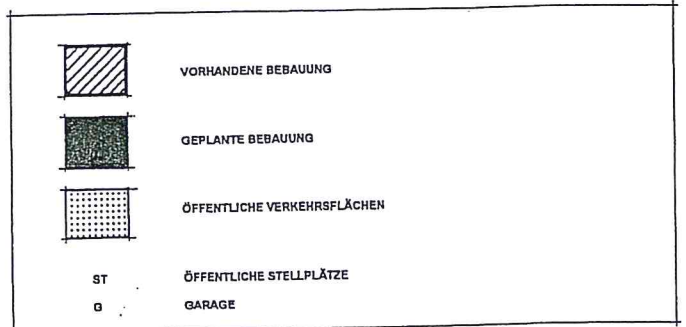 VORHANDENE BEBAUUNG
GEPLANTE BEBAUUNG
ÖFFENTLICHE VERKEHRSFLÄCHEN
ST ÖFFENTLICHE STELLPLÄTZE
G GARAGE